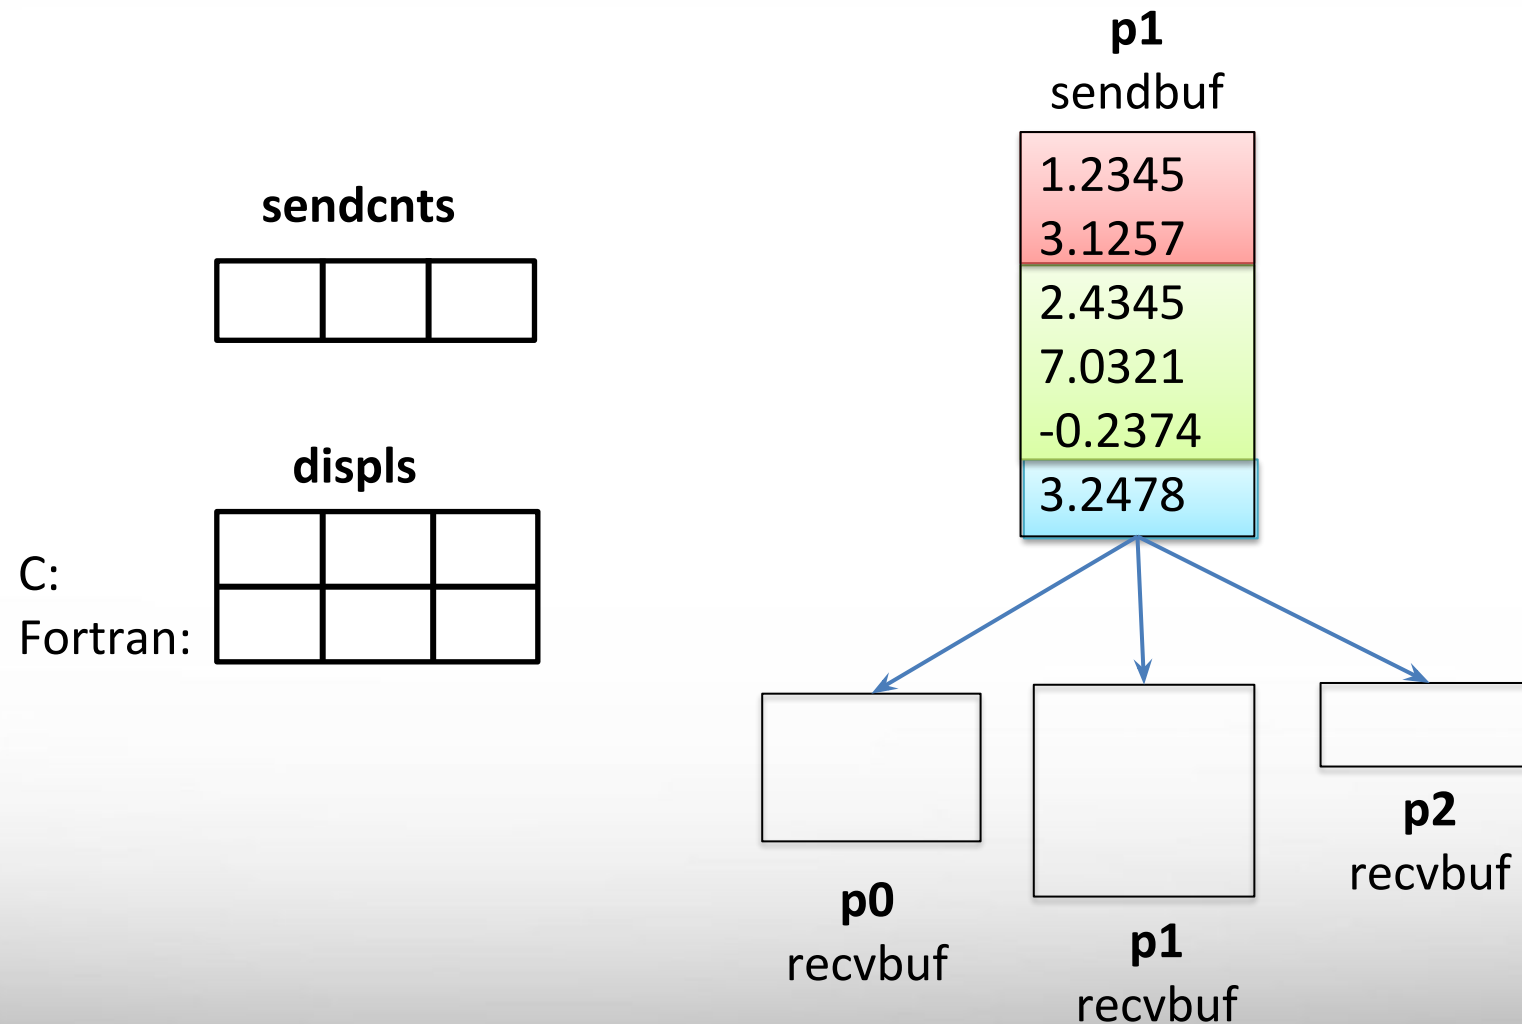 p1
sendbuf
1.2345
3.1257
2.4345
7.0321
-0.2374
3.2478
sendcnts
displs
C:
Fortran:
p0
recvbuf
p1
recvbuf
p2
recvbuf